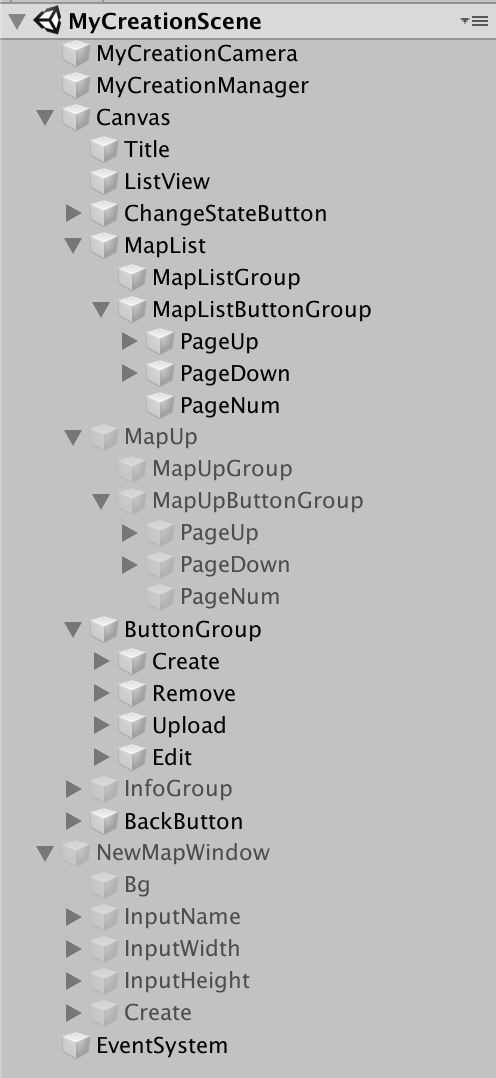 MyCreationScene
MyCreationCamera
MyCreationManager
Canvas
Title
ListView
ChangeStateButton
MapList
MapListGroup
MapListButtonGroup
PageUp
PageDown
PageNum
MapUp
MapUpGroup
MapUpButtonGroup
PageUp
PageDown
PageNum
ButtonGroup
Create
Remove
Upload
Edit
InfoGroup
BackButton
NewMapWindow
Bg
InputName
InputWidth
InputHeight
Create
EventSystem